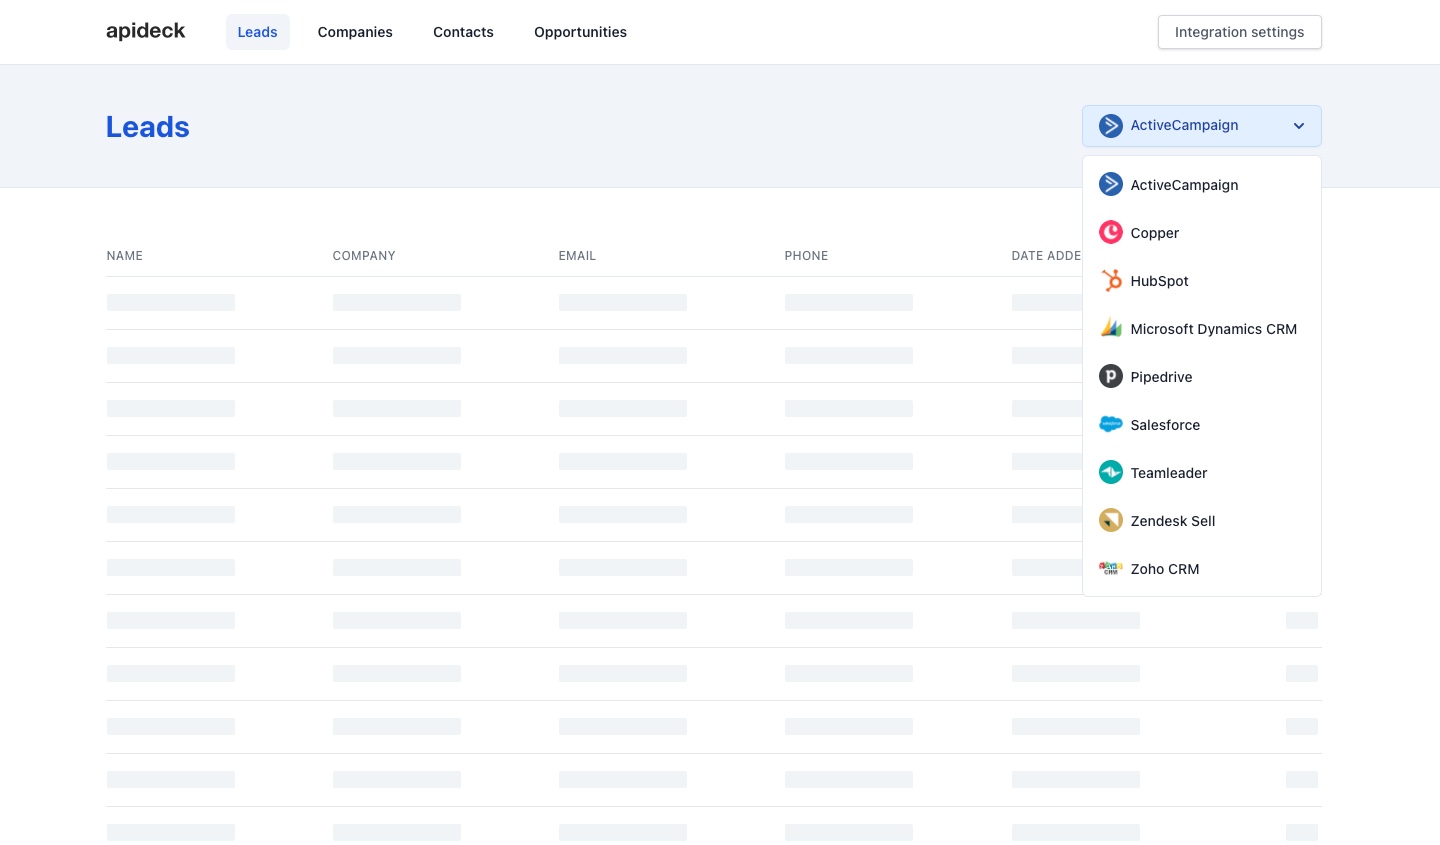 apideck
Leads
Companies
Contacts
Opportunities
Integration settings
Leads
ActiveCampaign
ActiveCampaign
Copper
HubSpot
Microsoft Dynamics CRM
Pipedrive
Salesforce
Teamleader
Zendesk Sell
Zoho CRM
NAME
COMPANY
EMAIL
PHONE
DATE ADDE